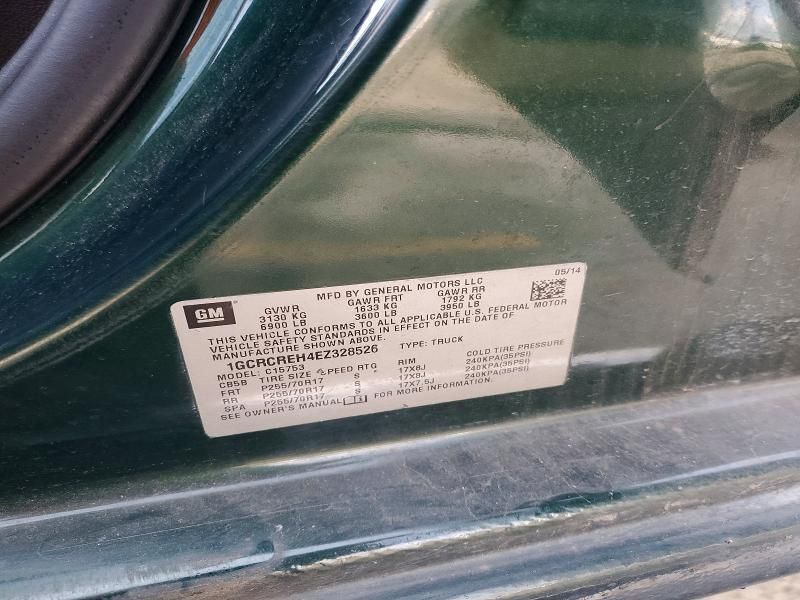 GM
05/14
MFD BY GENERAL MOTORS LLC
GVWR GAWR FRT GAWR RR
3130 KG 1633 KG 1792 KG
6900 LB 3600 LB 3950 LB
THIS VEHICLE CONFORMS TO ALL APPLICABLE U.S. FEDERAL MOTOR
VEHICLE SAFETY STANDARDS IN EFFECT ON THE DATE OF
MANUFACTURE SHOWN ABOVE.
1GCRCREH4EZ328526 TYPE: TRUCK
MODEL: C15753
CB5B TIRE SIZE SPEED RTG RIM COLD TIRE PRESSURE
FRT P255/70R17 S 17X8J 240KPA(35PSI)
RR P255/70R17 S 17X8J 240KPA(35PSI)
SPA P255/70R17 S 17X7.5J 240KPA(35PSI)
SEE OWNER'S MANUAL FOR MORE INFORMATION.